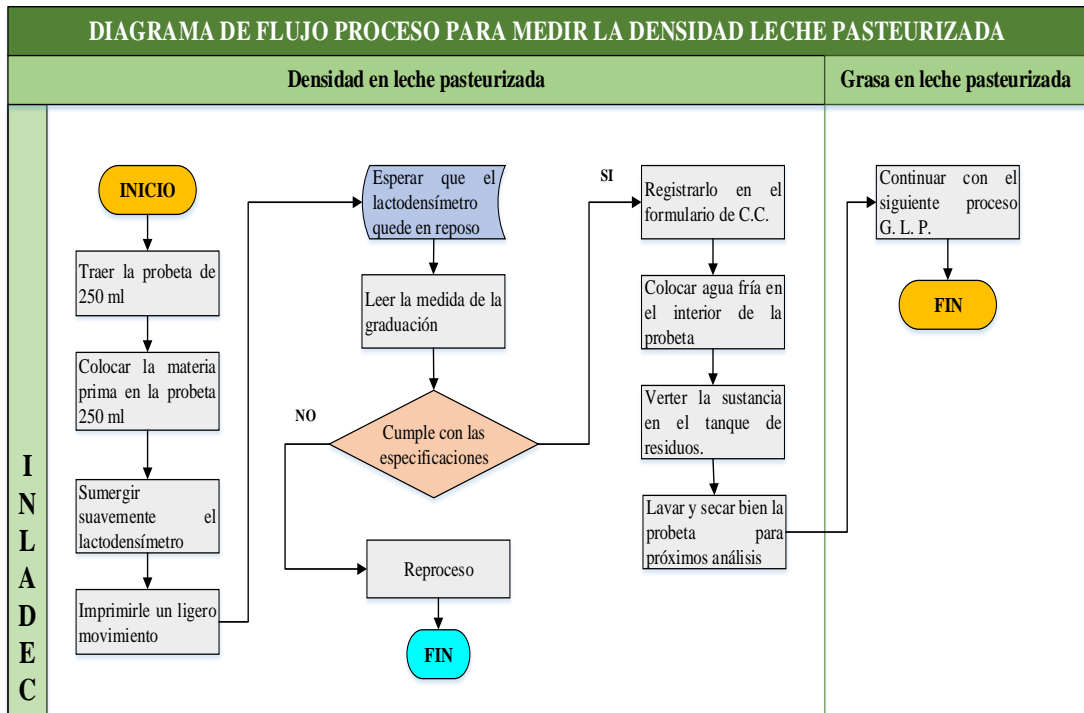 DIAGRAMA DE FLUJO PROCESO PARA MEDIR LA DENSIDAD LECHE PASTEURIZADA
Densidad en leche pasteurizada
Grasa en leche pasteurizada
INLADEC
INICIO
Traer la probeta de
250 ml
Colocar la materia
prima en la probeta
250 ml
Sumergir
suavemente el
lactodensímetro
Imprimirle un ligero
movimiento
Esperar que el
lactodensímetro
quede en reposo
Leer la medida de la
graduación
Cumple con las
especificaciones
NO
Reproceso
FIN
SI
Registrarlo en el
formulario de C.C.
Colocar agua fría en
el interior de la
probeta
Verter la sustancia
en el tanque de
residuos.
Lavar y secar bien la
probeta para
próximos análisis
Continuar con el
siguiente proceso
G. L. P.
FIN